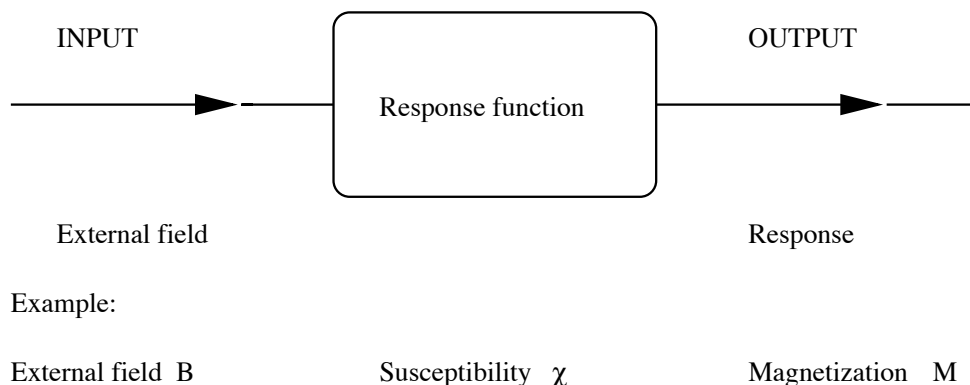 INPUT
OUTPUT
Response function
External field
Response
Example:
External field B
Susceptibility χ
Magnetization M